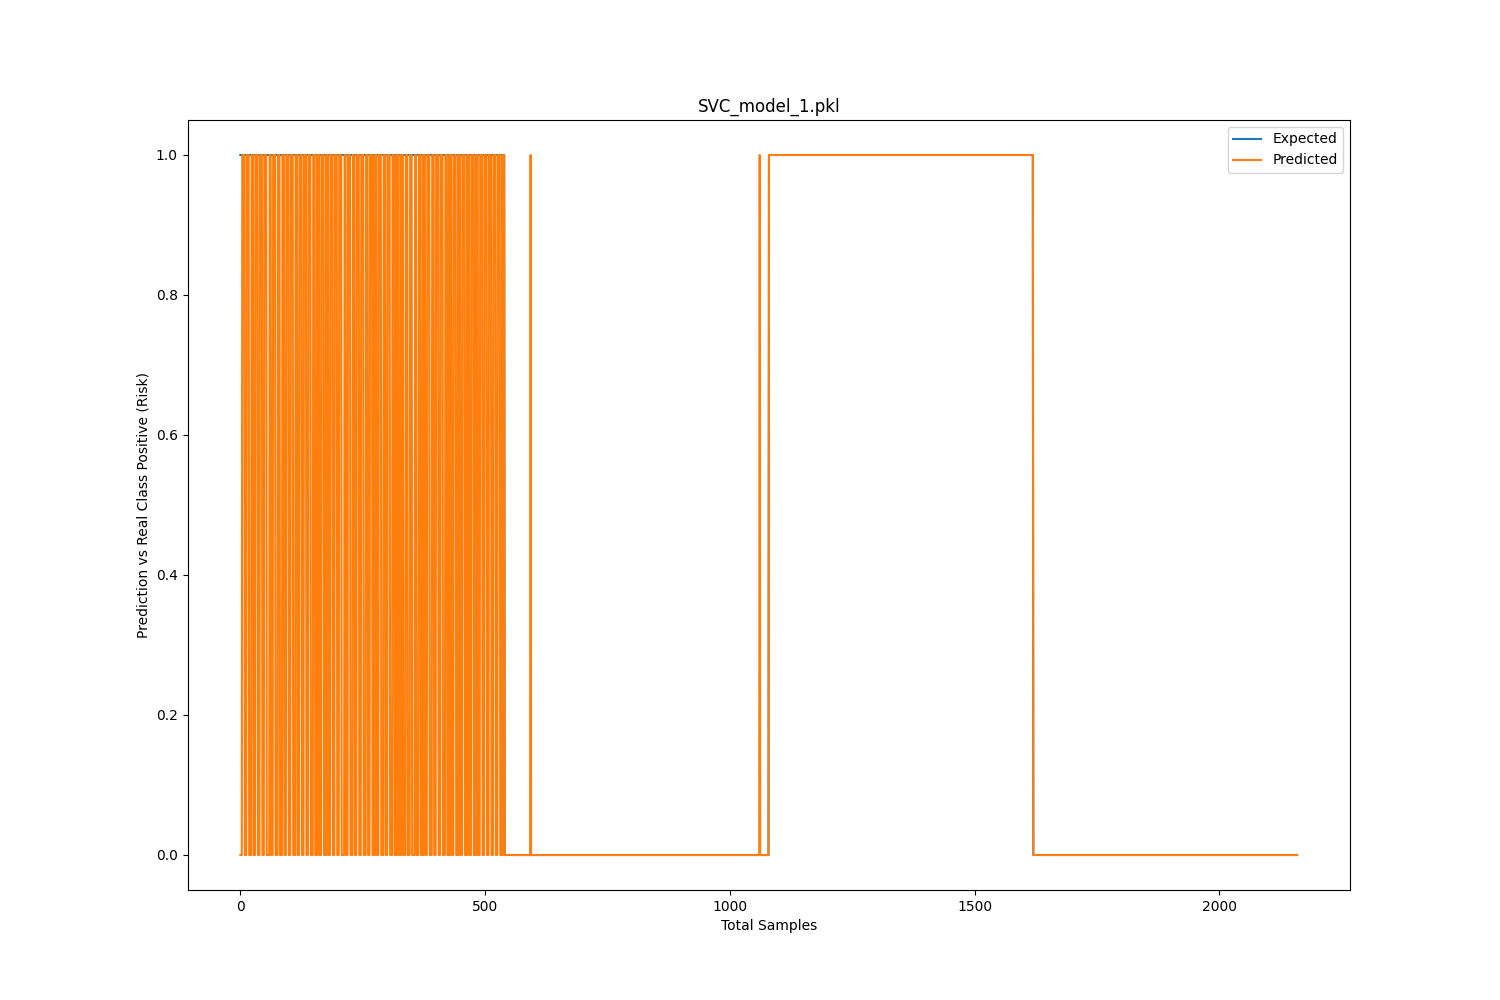 SVC_model_1.pkl
Expected
Predicted
1.0
0.8
0.6
0.4
0.2
0.0
Prediction vs Real Class Positive (Risk)
0 500 1000 1500 2000
Total Samples